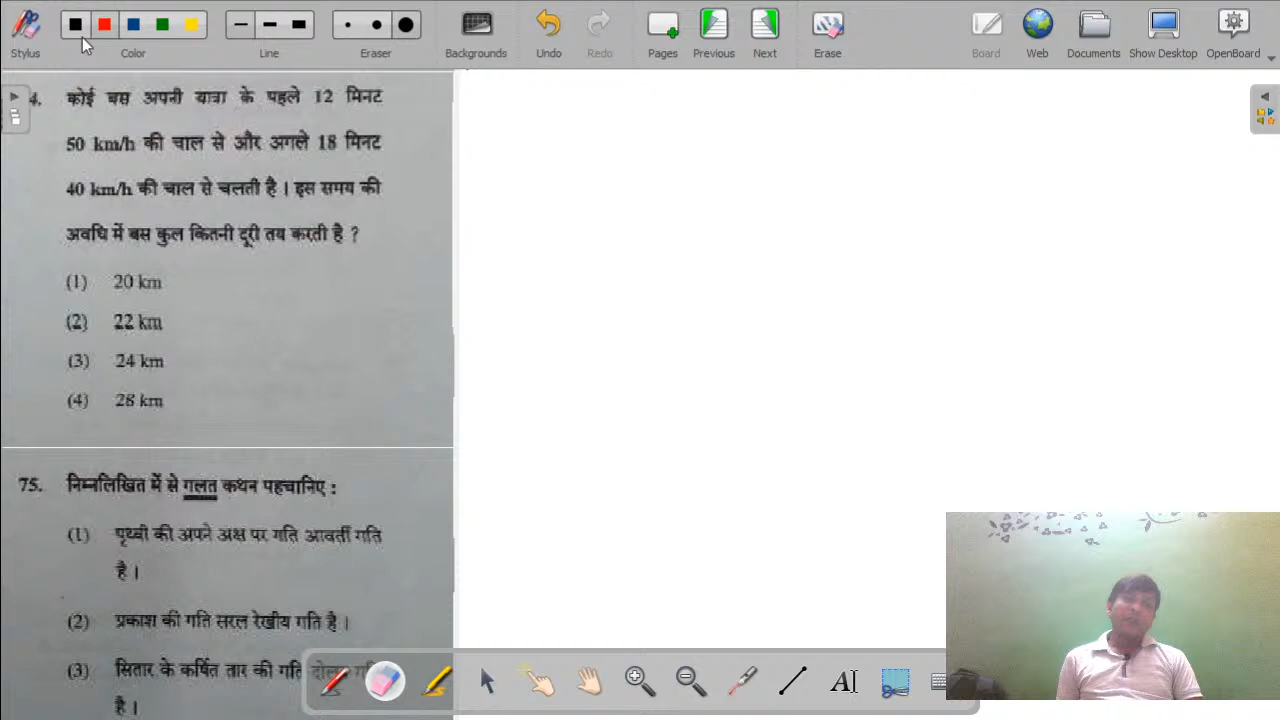 Stylus
Color
Line
Eraser
Backgrounds
Undo
Redo
Pages
Previous
Next
Erase
Board
Web
Documents
Show Desktop
OpenBoard
4. कोई बस अपनी यात्रा के पहले 12 मिनट
50 km/h की चाल से और अगले 18 मिनट
40 km/h की चाल से चलती है । इस समय की
अवधि में बस कुल कितनी दूरी तय करती है ?
(1) 20 km
(2) 22 km
(3) 24 km
(4) 28 km
75. निम्नलिखित में से गलत कथन पहचानिए :
(1) पृथ्वी की अपने अक्ष पर गति आवर्ती गति
है ।
(2) प्रकाश की गति सरल रेखीय गति है ।
(3) सितार के कर्षित तार की गति
है ।